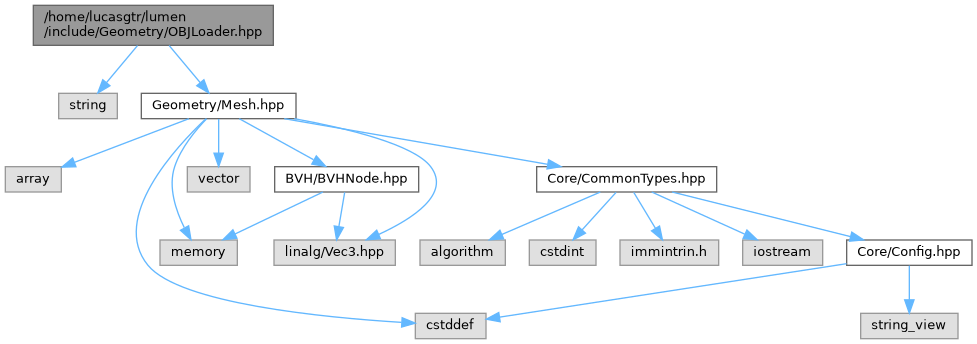 /home/lucasgtr/lumen
/include/Geometry/OBJLoader.hpp
string
Geometry/Mesh.hpp
array
vector
BVH/BVHNode.hpp
Core/CommonTypes.hpp
memory
linalg/Vec3.hpp
algorithm
cstdint
immintrin.h
iostream
Core/Config.hpp
cstddef
string_view